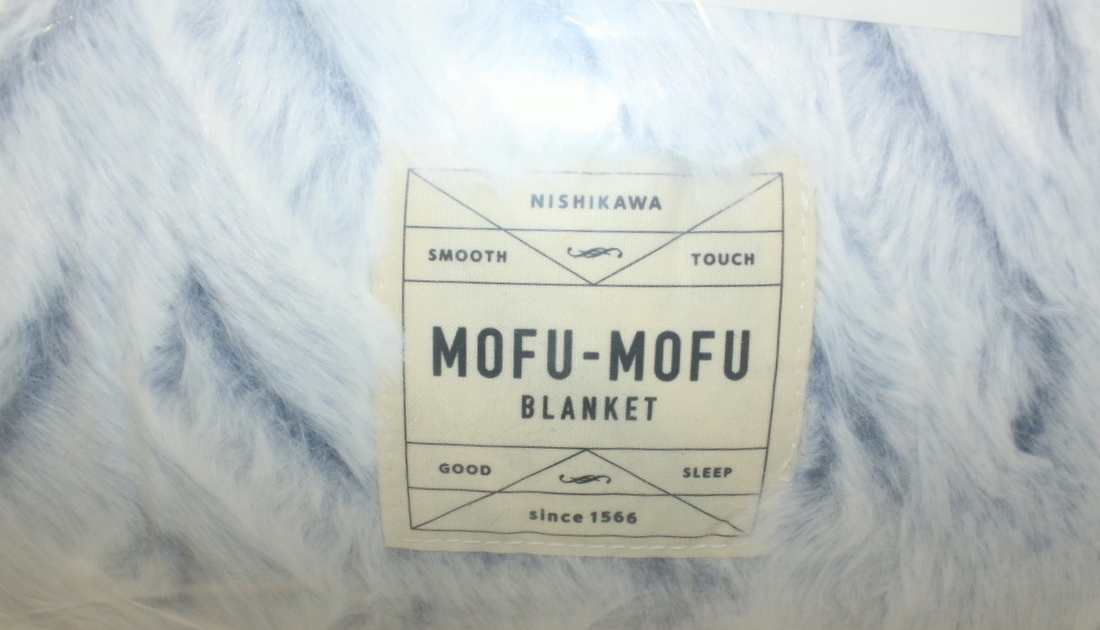 NISHIKAWA
SMOOTH TOUCH
MOFU-MOFU
BLANKET
GOOD SLEEP
since 1566